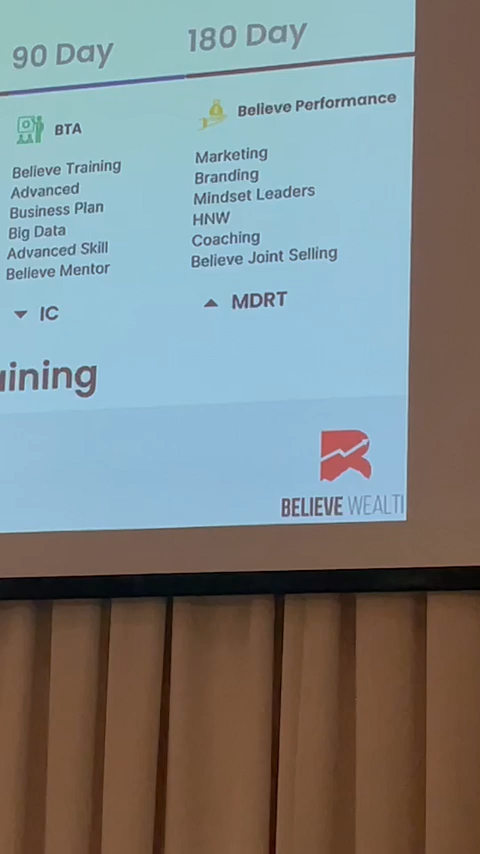 90 Day
180 Day
BTA
Believe Training
Advanced
Business Plan
Big Data
Advanced Skill
Believe Mentor
IC
Believe Performance
Marketing
Branding
Mindset Leaders
HNW
Coaching
Believe Joint Selling
MDRT
aining
BELIEVE WEALT